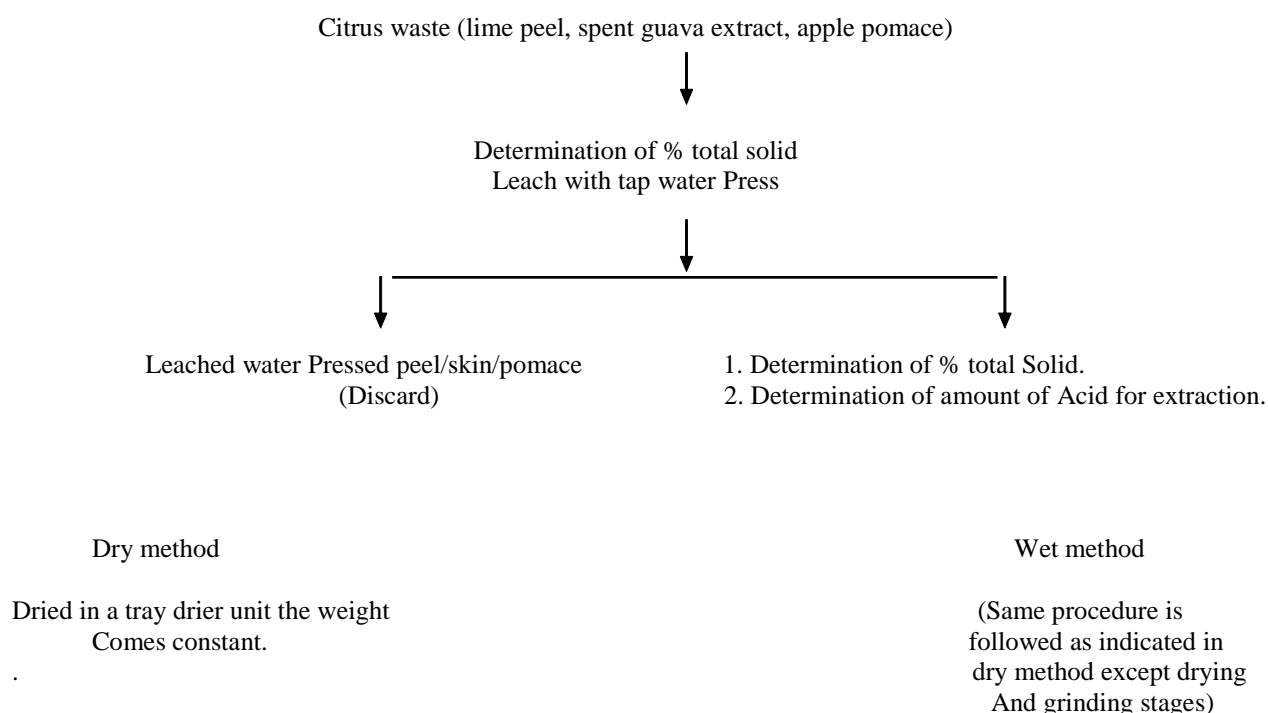 Citrus waste (lime peel, spent guava extract, apple pomace)
Determination of % total solid
Leach with tap water Press
Leached water Pressed peel/skin/pomace
(Discard)
1. Determination of % total Solid.
2. Determination of amount of Acid for extraction.
Dry method
Dried in a tray drier unit the weight
Comes constant.
.
Wet method
(Same procedure is
followed as indicated in
dry method except drying
And grinding stages)